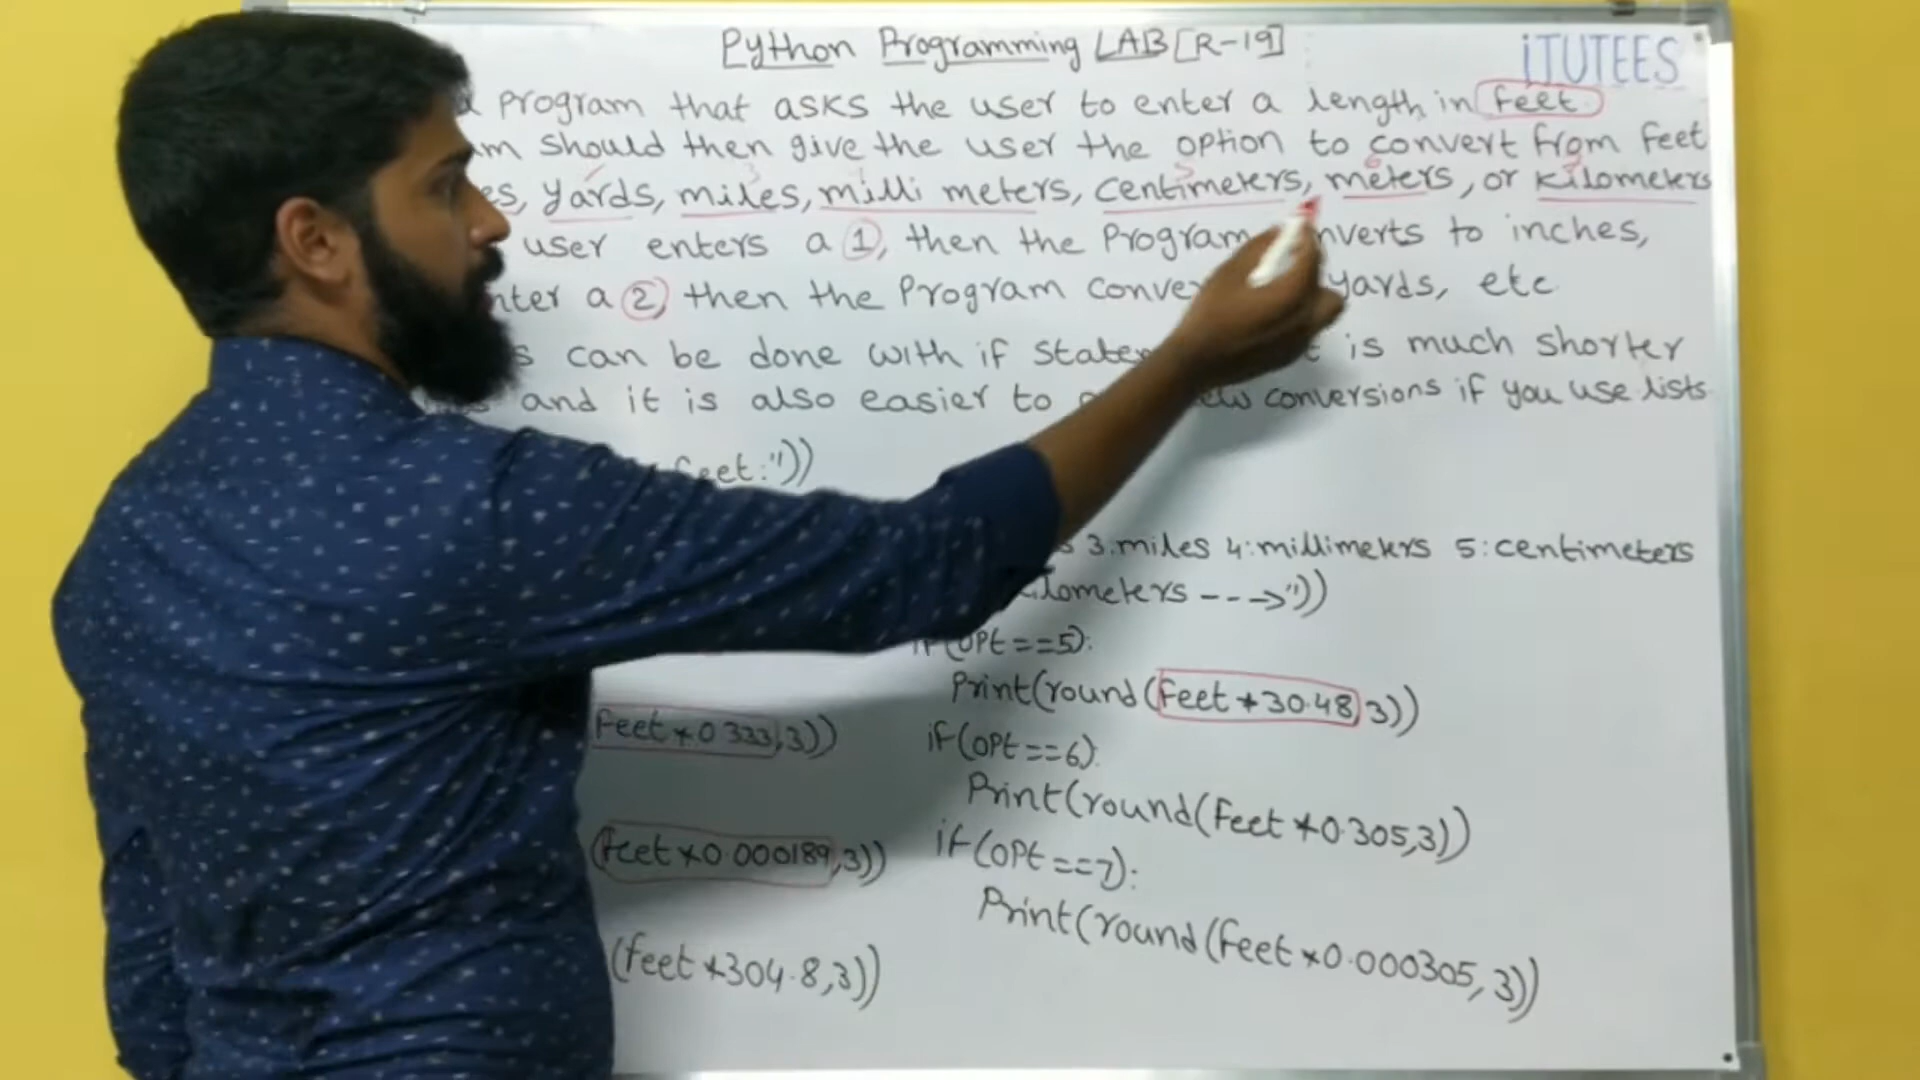 Python Programming LAB [R-19]
iTUTEES
a program that asks the user to enter a length in feet.
should then give the user the option to convert from feet
yards, miles, milli meters, centimeters, meters, or kilometers
user enters a 1, then the Program converts to inches,
a 2, then the Program yards, etc
can be done with if is much shorter
and it is also easier to conversions if you use lists.
feet:"))
3.miles 4:millimeters 5:centimeters
--->"))
if(opt==5):
Print(round(feet*30.48,3))
feet*0.333,3))
if(opt==6):
Print(round(feet*0.305,3))
(feet*0.000189,3))
if(opt==7):
Print(round(feet*0.000305,3))
(feet*304.8,3))